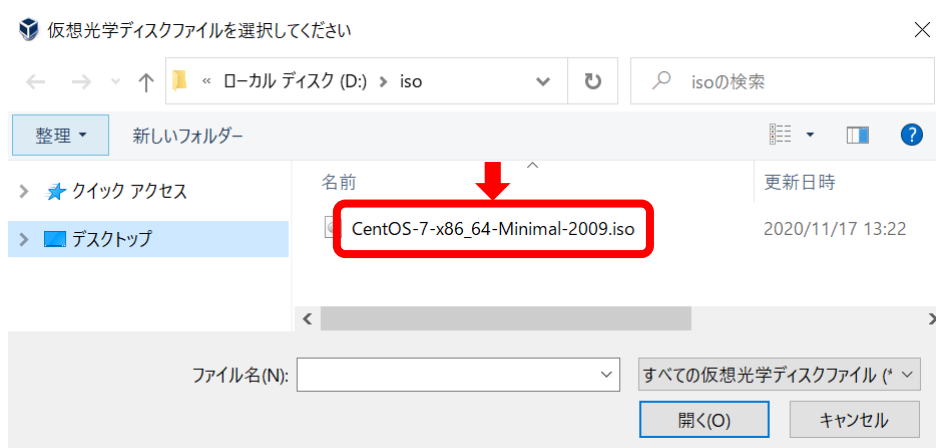 仮想光学ディスクファイルを選択してください
« ローカル ディスク (D:) > iso
isoの検索
整理
新しいフォルダー
?
クイック アクセス
名前
更新日時
デスクトップ
CentOS-7-x86_64-Minimal-2009.iso
2020/11/17 13:22
ファイル名(N):
すべての仮想光学ディスクファイル (*
開く(O)
キャンセル